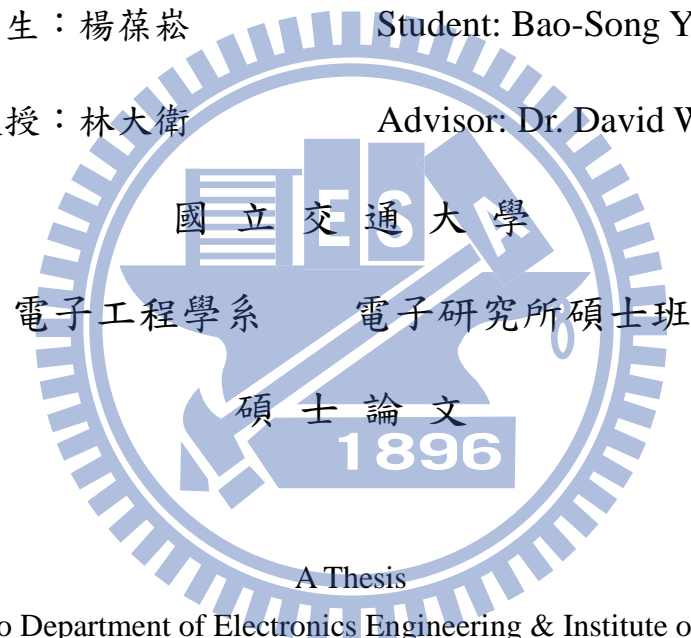 生：楊葆崧 Student: Bao-Song Y
授：林大衛 Advisor: Dr. David W
E S A
國 立 交 通 大 學
電子工程學系 電子研究所碩士班
碩 士 論 文
1896
A Thesis
o Department of Electronics Engineering & Institute o